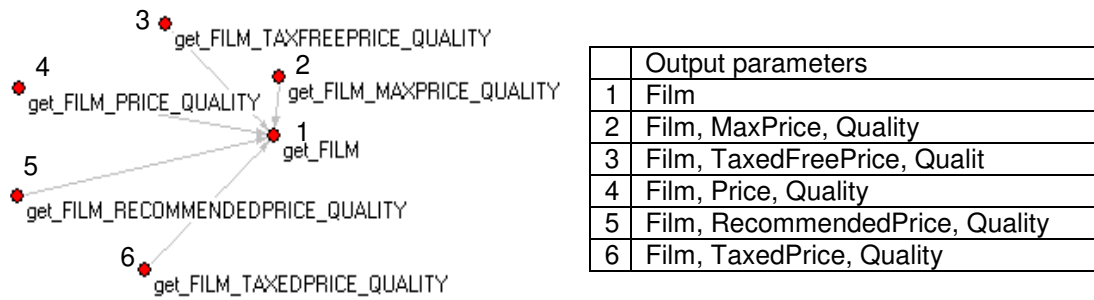 3
get_FILM_TAXFREEPRICE_QUALITY
4
get_FILM_PRICE_QUALITY
2
get_FILM_MAXPRICE_QUALITY
1
get_FILM
5
get_FILM_RECOMMENDEDPRICE_QUALITY
6
get_FILM_TAXEDPRICE_QUALITY
Output parameters
1 Film
2 Film, MaxPrice, Quality
3 Film, TaxedFreePrice, Qualit
4 Film, Price, Quality
5 Film, RecommendedPrice, Quality
6 Film, TaxedPrice, Quality